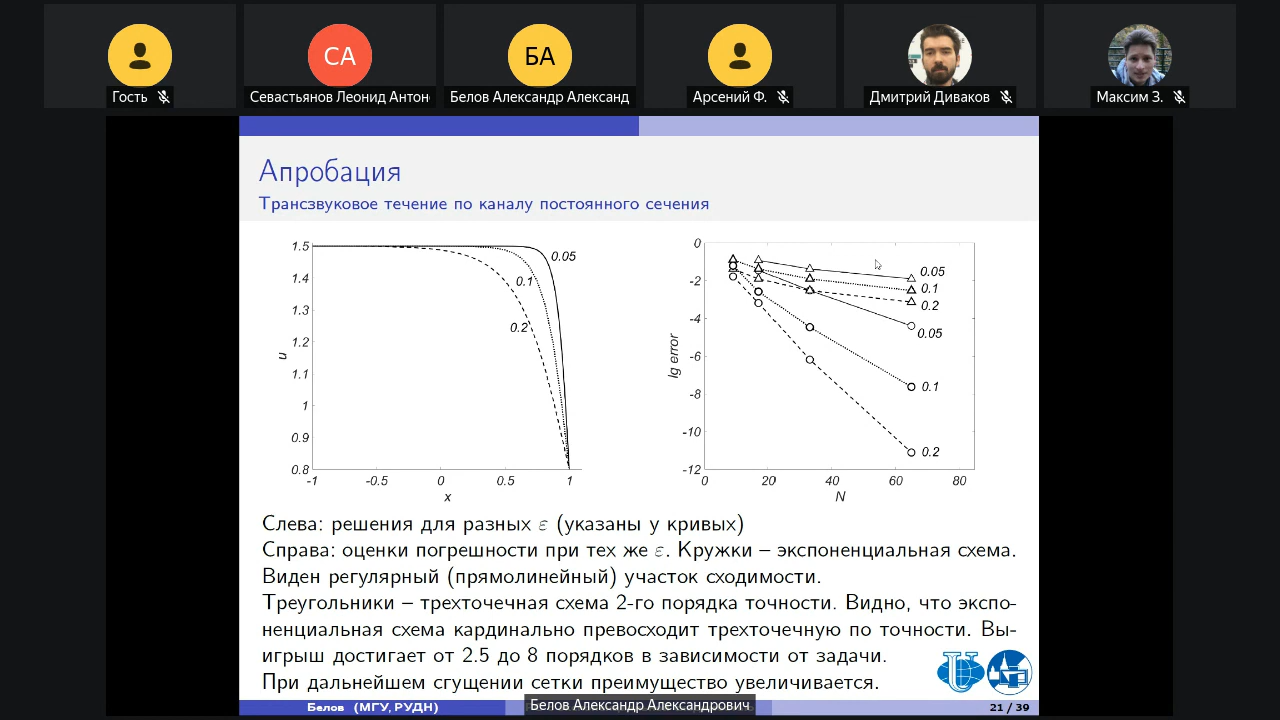 СА
БА
Гость
Севастьянов Леонид Антон
Белов Александр Александ
Арсений Ф.
Дмитрий Диваков
Максим З.
Апробация
Трансзвуковое течение по каналу постоянного сечения
1.5
1.4
1.3
1.2
1.1
1
0.9
0.8
u
-1
-0.5
0
0.5
1
x
0.05
0.1
0.2
0
-2
-4
-6
-8
-10
-12
lg error
0
20
40
60
80
N
0.05
0.1
0.2
0.05
0.1
0.2
Слева: решения для разных ε (указаны у кривых)
Справа: оценки погрешности при тех же ε. Кружки – экспоненциальная схема.
Виден регулярный (прямолинейный) участок сходимости.
Треугольники – трехточечная схема 2-го порядка точности. Видно, что экспо-
ненциальная схема кардинально превосходит трехточечную по точности. Вы-
игрыш достигает от 2.5 до 8 порядков в зависимости от задачи.
При дальнейшем сгущении сетки преимущество увеличивается.
Белов (МГУ, РУДН)
Белов Александр Александрович
21 / 39